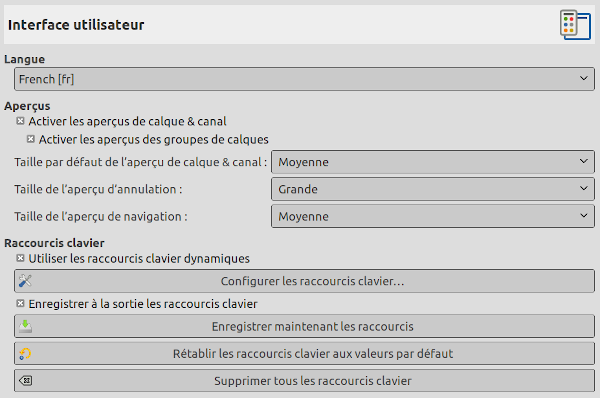 Interface utilisateur
Langue
French [fr]
Aperçus
Activer les aperçus de calque & canal
Activer les aperçus des groupes de calques
Taille par défaut de l'aperçu de calque & canal : Moyenne
Taille de l'aperçu d'annulation : Grande
Taille de l'aperçu de navigation : Moyenne
Raccourcis clavier
Utiliser les raccourcis clavier dynamiques
Configurer les raccourcis clavier...
Enregistrer à la sortie les raccourcis clavier
Enregistrer maintenant les raccourcis
Rétablir les raccourcis clavier aux valeurs par défaut
Supprimer tous les raccourcis clavier